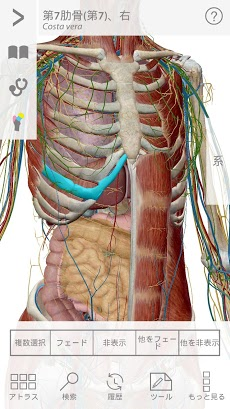 第7肋骨(第7)、右
Costa vera
系
複数選択
フェード
非表示
他をフェー
ド
他を非表示
アトラス
検索
履歴
ツール
もっと見る